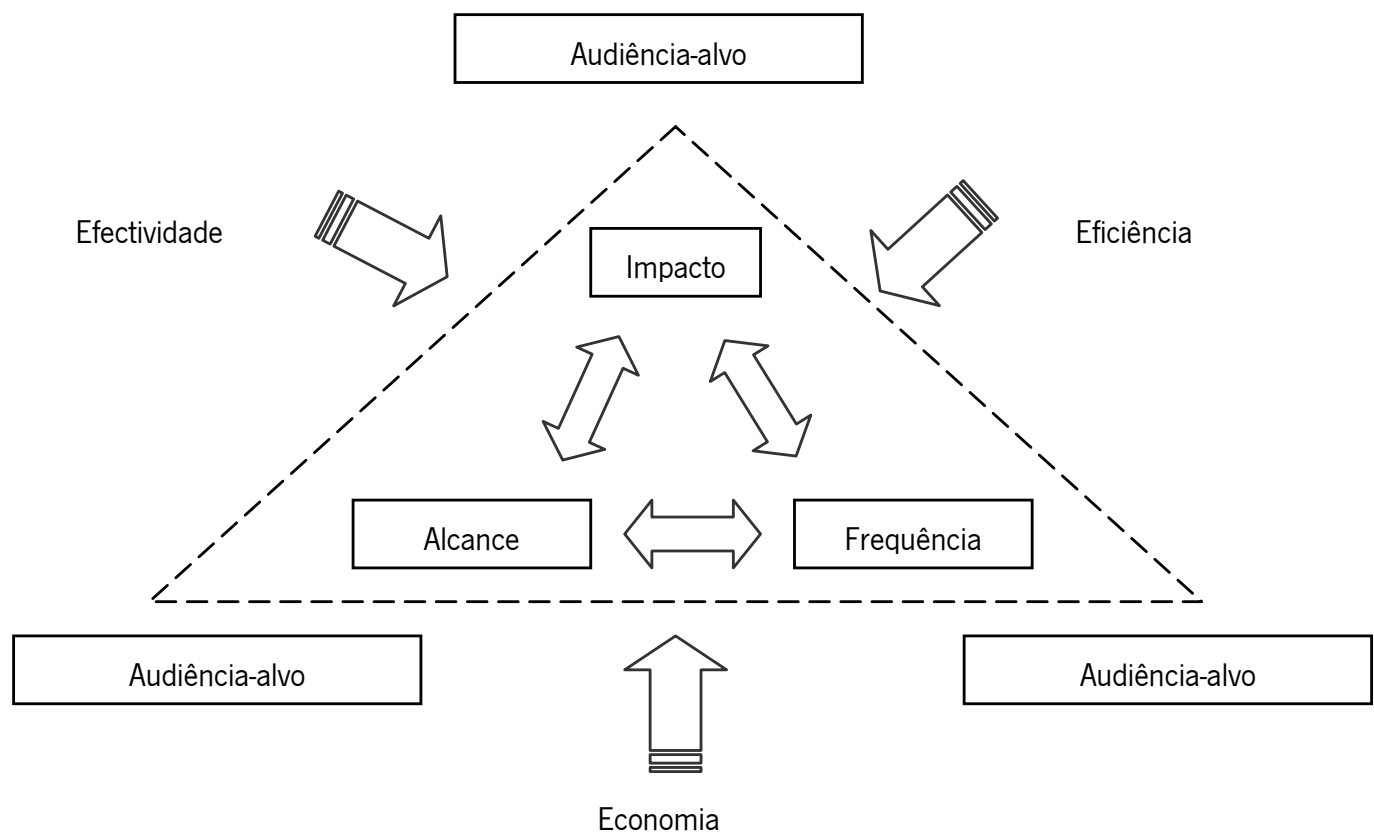 Audiência-alvo
Efectividade
Eficiência
Impacto
Alcance
Frequência
Audiência-alvo
Audiência-alvo
Economia